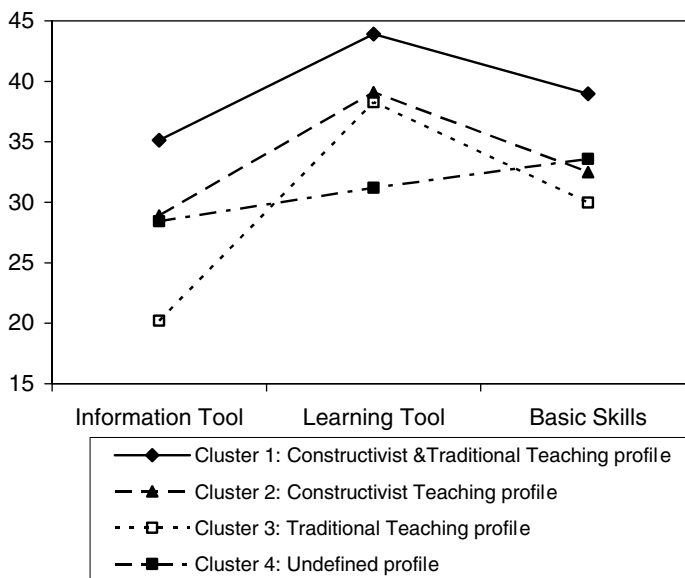 45
40
35
30
25
20
15
Information Tool Learning Tool Basic Skills
Cluster 1: Constructivist &Traditional Teaching profile
Cluster 2: Constructivist Teaching profile
Cluster 3: Traditional Teaching profile
Cluster 4: Undefined profile